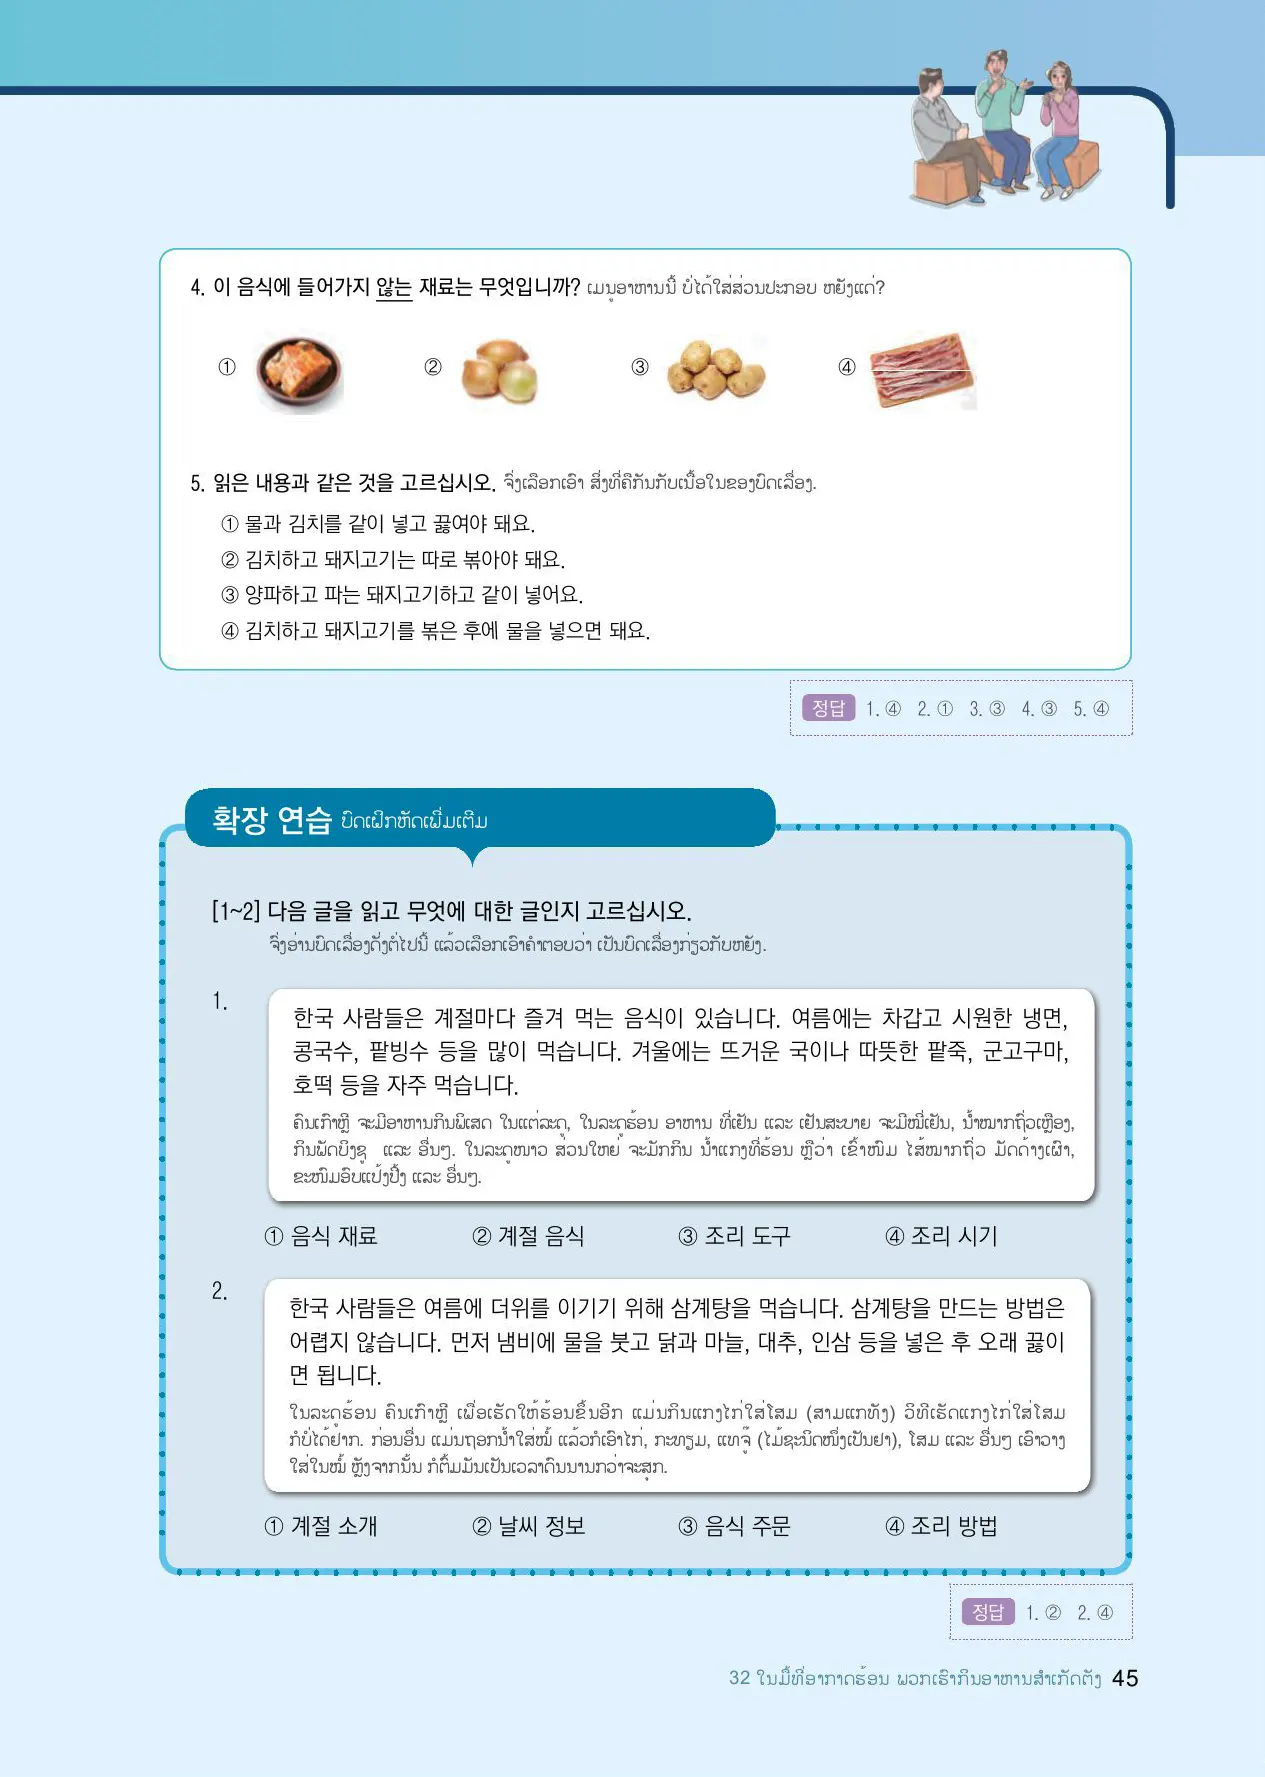 4. 이 음식에 들어가지 않는 재료는 무엇입니까? ເມນູອາຫານນີ້ ບໍ່ໄດ້ໃສ່ສ່ວນປະກອບ ຫຍັງແດ່?
① ② ③ ④
5. 읽은 내용과 같은 것을 고르십시오. ຈົ່ງເລືອກເອົາ ສິ່ງທີ່ຄືກັນກັບເນື້ອໃນຂອງບົດເລື່ອງ.
① 물과 김치를 같이 넣고 끓여야 돼요.
② 김치하고 돼지고기는 따로 볶아야 돼요.
③ 양파하고 파는 돼지고기하고 같이 넣어요.
④ 김치하고 돼지고기를 볶은 후에 물을 넣으면 돼요.
정답 1. ④ 2. ① 3. ③ 4. ③ 5. ④
확장 연습 ບົດເຝິກຫັດເພີ່ມເຕີມ
[1~2] 다음 글을 읽고 무엇에 대한 글인지 고르십시오.
ຈົ່ງອ່ານບົດເລື່ອງດັ່ງຕໍ່ໄປນີ້ ແລ້ວເລືອກເອົາຄຳຕອບວ່າ ເປັນບົດເລື່ອງກ່ຽວກັບຫຍັງ.
1.
한국 사람들은 계절마다 즐겨 먹는 음식이 있습니다. 여름에는 차갑고 시원한 냉면,
콩국수, 팥빙수 등을 많이 먹습니다. 겨울에는 뜨거운 국이나 따뜻한 팥죽, 군고구마,
호떡 등을 자주 먹습니다.
ຄົນເກົາຫຼີ ຈະມີອາຫານກິນພິເສດ ໃນແຕ່ລະດູ, ໃນລະດູຮ້ອນ ອາຫານ ທີ່ເຢັນ ແລະ ເຢັນສະບາຍ ຈະມີໝີ່ເຢັນ, ນ້ຳໝາກຖົ່ວເຫຼືອງ,
ກິນພັດບິງຊູ ແລະ ອື່ນໆ. ໃນລະດູໜາວ ສ່ວນໃຫຍ່ ຈະມັກກິນ ນ້ຳແກງທີ່ຮ້ອນ ຫຼືວ່າ ເຂົ້າໜົມ ໄສ້ໝາກຖົ່ວ ມັດດ້າງເຜົາ,
ຂະໜົມອົບແປ້ງປີ້ງ ແລະ ອື່ນໆ.
① 음식 재료 ② 계절 음식 ③ 조리 도구 ④ 조리 시기
2.
한국 사람들은 여름에 더위를 이기기 위해 삼계탕을 먹습니다. 삼계탕을 만드는 방법은
어렵지 않습니다. 먼저 냄비에 물을 붓고 닭과 마늘, 대추, 인삼 등을 넣은 후 오래 끓이
면 됩니다.
ໃນລະດູຮ້ອນ ຄົນເກົາຫຼີ ເພື່ອເຮັດໃຫ້ຮ້ອນຂຶ້ນອີກ ແມ່ນກິນແກງໄກ່ໃສ່ໂສມ (ສາມແກທັງ) ວິທີເຮັດແກງໄກ່ໃສ່ໂສມ
ກໍບໍ່ໄດ້ຢາກ. ກ່ອນອື່ນ ແມ່ນຖອກນ້ຳໃສ່ໝໍ້ ແລ້ວກໍເອົາໄກ່, ກະທຽມ, ແທຈູ໊ (ໄມ້ຊະນິດໜຶ່ງເປັນຢາ), ໂສມ ແລະ ອື່ນໆ ເອົາວາງ
ໃສ່ໃນໝໍ້ ຫຼັງຈາກນັ້ນ ກໍຕົ້ມມັນເປັນເວລາດົນນານກວ່າຈະສຸກ.
① 계절 소개 ② 날씨 정보 ③ 음식 주문 ④ 조리 방법
정답 1. ② 2. ④
32 ໃນມື້ທີ່ອາກາດຮ້ອນ ພວກເຮົາກິນອາຫານສຳເກັດຕັງ 45